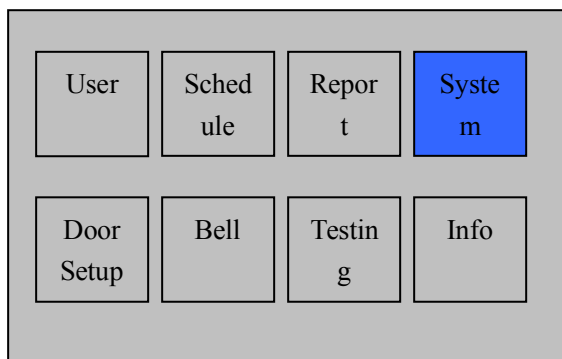 User
Sched
ule
Repor
t
Syste
m
Door
Setup
Bell
Testin
g
Info